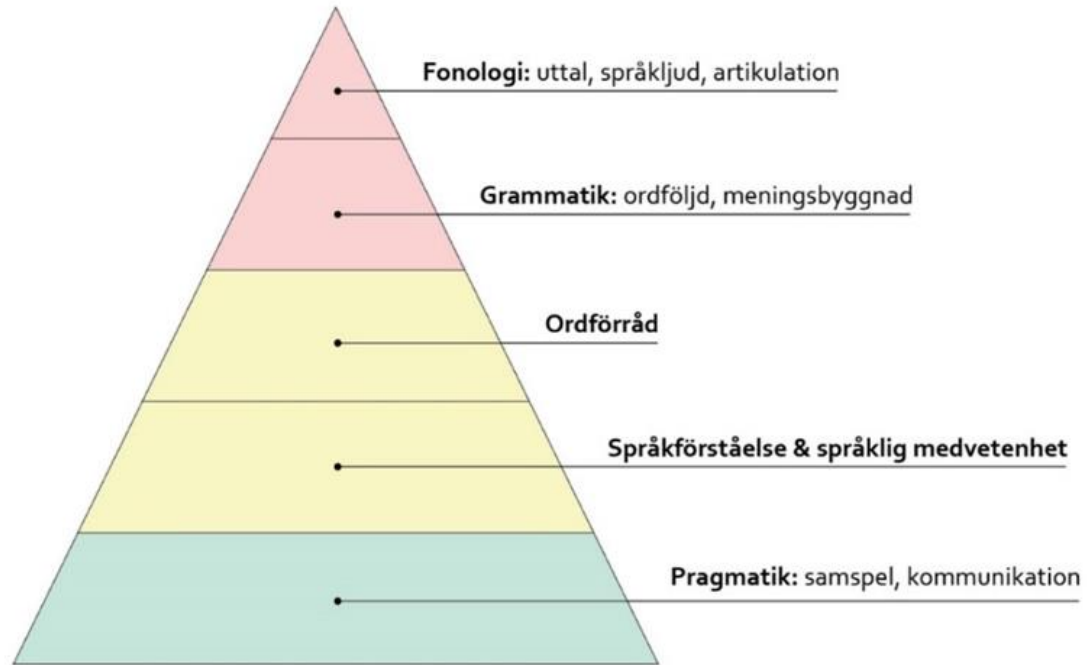 Fonologi: uttal, språkljud, artikulation
Grammatik: ordföljd, meningsbyggnad
Ordförråd
Språkförståelse & språklig medvetenhet
Pragmatik: samspel, kommunikation